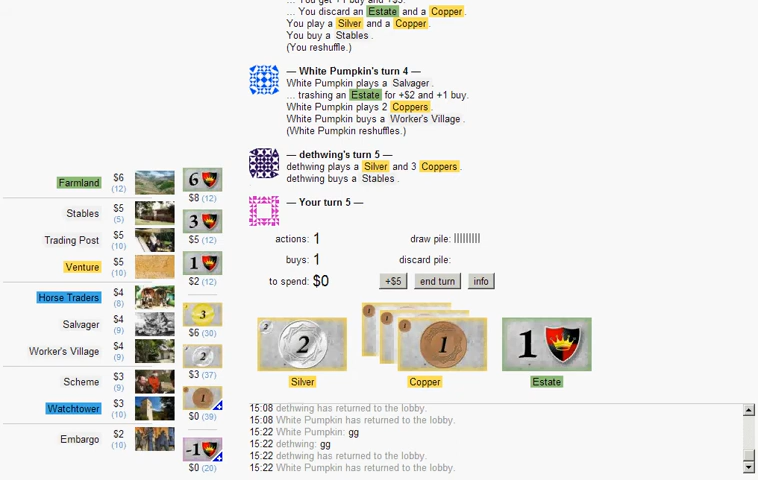 ... You get +1 buy and +$3.
... You discard an Estate and a Copper.
You play a Silver and a Copper.
You buy a Stables .
(You reshuffle.)
— White Pumpkin's turn 4 —
White Pumpkin plays a Salvager .
... trashing an Estate for +$2 and +1 buy.
White Pumpkin plays 2 Coppers.
White Pumpkin buys a Worker's Village .
(White Pumpkin reshuffles.)
— dethwing's turn 5 —
dethwing plays a Silver and 3 Coppers.
dethwing buys a Stables .
— Your turn 5 —
Farmland $6 (12) 6 $8 (12)
Stables $5 (5) 3 $5 (12)
Trading Post $5 (10)
Venture $5 (10) 1 $2 (12)
Horse Traders $4 (8)
Salvager $4 (9) 3 $6 (30)
Worker's Village $4 (9) 2 $3 (37)
Scheme $3 (9)
Watchtower $3 (10) 1 $0 (39)
Embargo $2 (10) -1 $0 (20)
actions: 1 draw pile:
buys: 1 discard pile:
to spend: $0 +$5 end turn info
2 2 1 1 1 1 1
Silver Copper Estate
15:08 dethwing has returned to the lobby.
15:08 White Pumpkin has returned to the lobby.
15:22 White Pumpkin: gg
15:22 dethwing: gg
15:22 dethwing has returned to the lobby.
15:22 White Pumpkin has returned to the lobby.